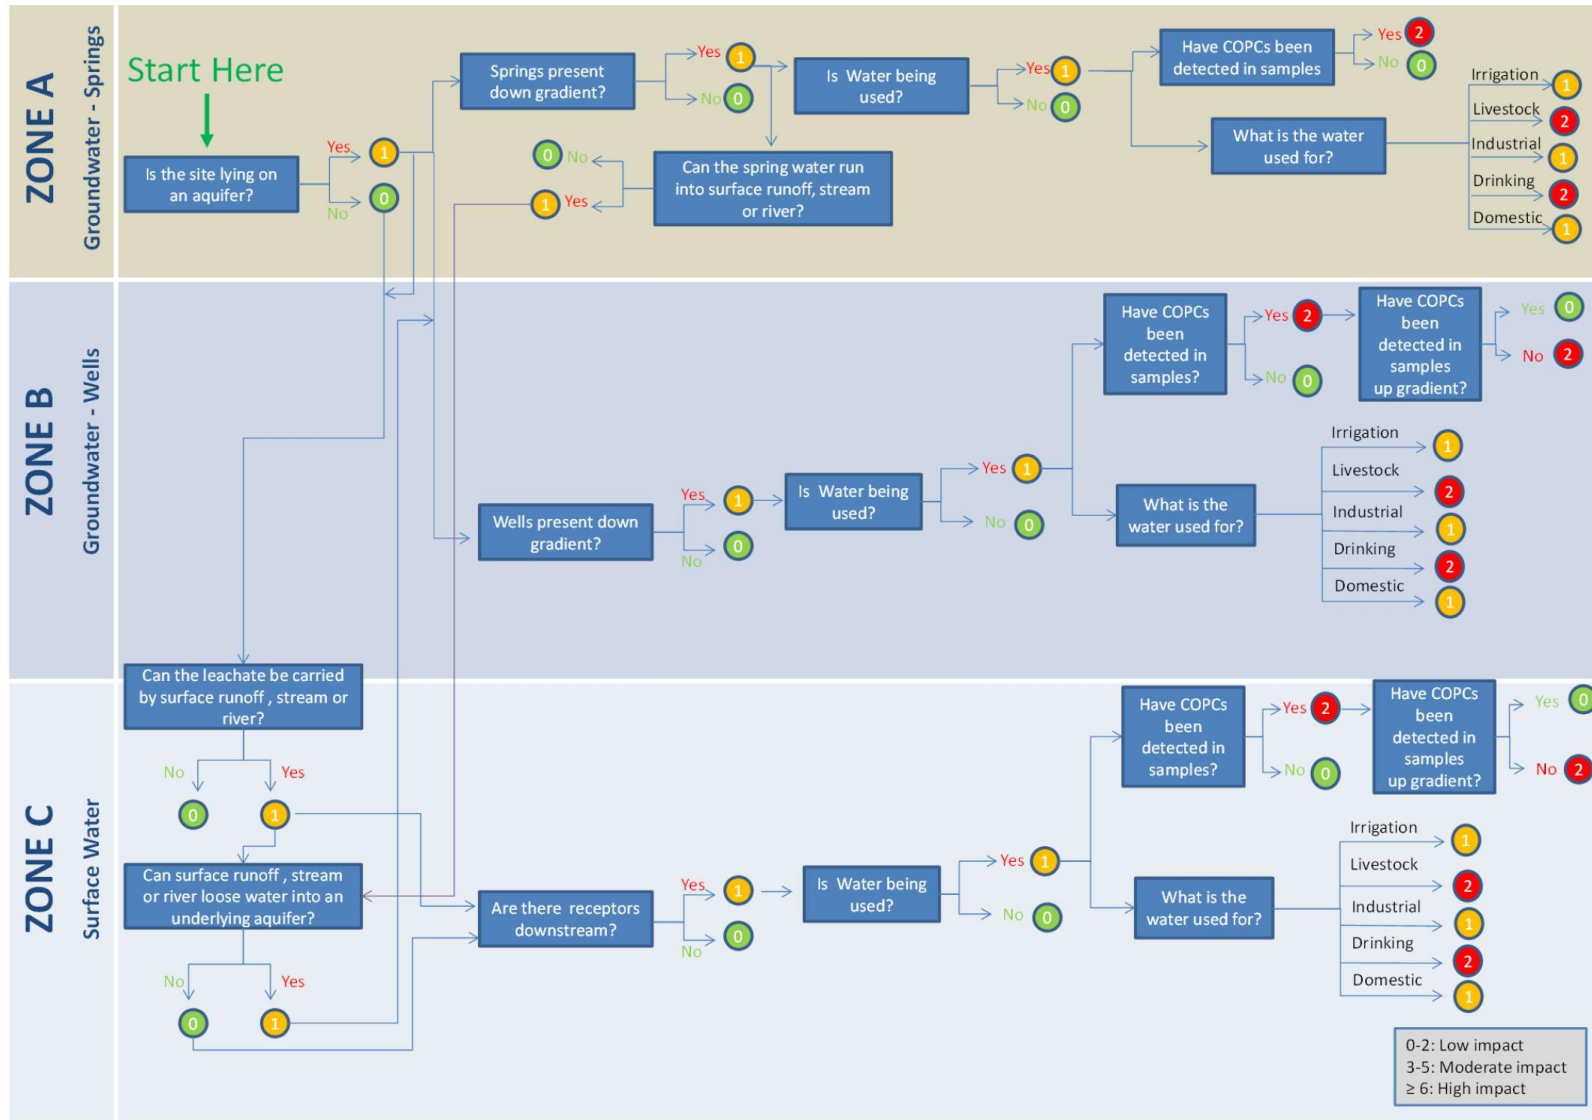 ZONE A
Groundwater - Springs
Start Here
Is the site lying on
an aquifer?
Yes
1
No
0
Springs present
down gradient?
Yes
1
No
0
Is Water being
used?
Yes
1
No
0
Have COPCs been
detected in samples
Yes
2
No
0
What is the water
used for?
Irrigation
1
Livestock
2
Industrial
1
Drinking
2
Domestic
1
Can the spring water run
into surface runoff, stream
or river?
0
No
1
Yes
ZONE B
Groundwater - Wells
Wells present down
gradient?
Yes
1
No
0
Is Water being
used?
Yes
1
No
0
Have COPCs
been
detected in
samples?
Yes
2
No
0
Have COPCs
been
detected in
samples
up gradient?
Yes
0
No
2
What is the
water used for?
Irrigation
1
Livestock
2
Industrial
1
Drinking
2
Domestic
1
ZONE C
Surface Water
Can the leachate be carried
by surface runoff , stream or
river?
No
0
Yes
1
Can surface runoff , stream
or river loose water into an
underlying aquifer?
No
0
Yes
1
Are there receptors
downstream?
Yes
1
No
0
Is Water being
used?
Yes
1
No
0
Have COPCs
been
detected in
samples?
Yes
2
No
0
Have COPCs
been
detected in
samples
up gradient?
Yes
0
No
2
What is the
water used for?
Irrigation
1
Livestock
2
Industrial
1
Drinking
2
Domestic
1
0-2: Low impact
3-5: Moderate impact
≥ 6: High impact